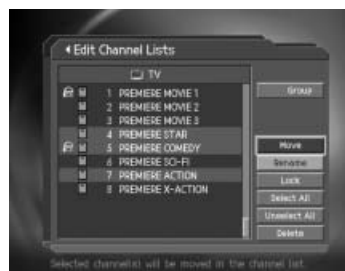 Edit Channel Lists
TV
1 PREMIERE MOVIE 1
2 PREMIERE MOVIE 2
3 PREMIERE MOVIE 3
4 PREMIERE STAR
5 PREMIERE COMEDY
6 PREMIERE SCI-FI
7 PREMIERE ACTION
8 PREMIERE X-ACTION
Group
Move
Rename
Lock
Select All
Unselect All
Delete
Selected channel(s) will be moved in the channel list.